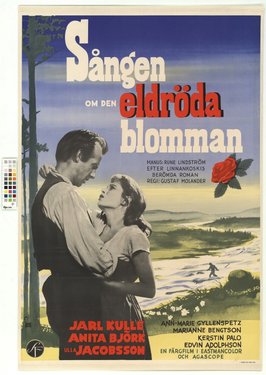 Sången
OM DEN eldröda
blomman
MANUS: RUNE LINDSTRÖM
EFTER LINNANKOSKIS
BERÖMDA ROMAN
REGI: GUSTAF MOLANDER
JARL KULLE
ANITA BJÖRK
ULLA JACOBSSON
ANN-MARIE GYLLENSPETZ
MARIANNE BENGTSON
KERSTIN PALO
EDVIN ADOLPHSON
EN FÄRGFILM I EASTMANCOLOR
OCH AGASCOPE